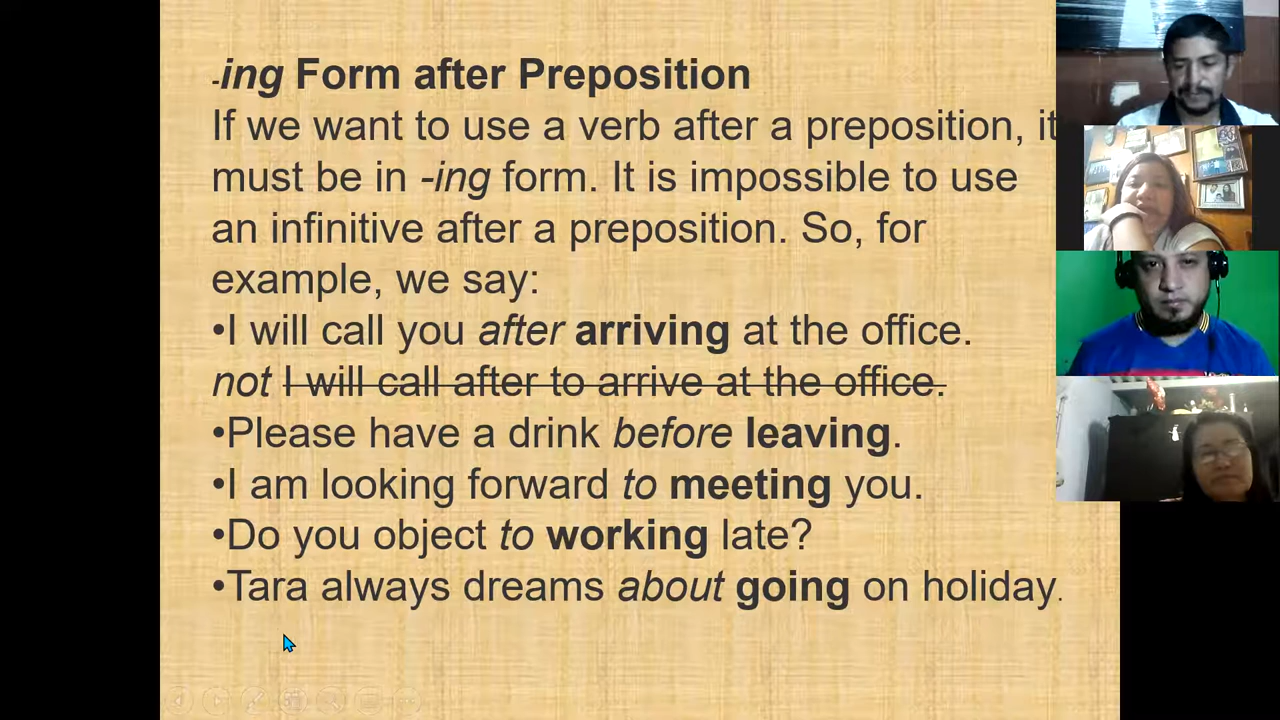 -ing Form after Preposition
If we want to use a verb after a preposition, it
must be in -ing form. It is impossible to use
an infinitive after a preposition. So, for
example, we say:
•I will call you after arriving at the office.
not I will call after to arrive at the office.
•Please have a drink before leaving.
•I am looking forward to meeting you.
•Do you object to working late?
•Tara always dreams about going on holiday.